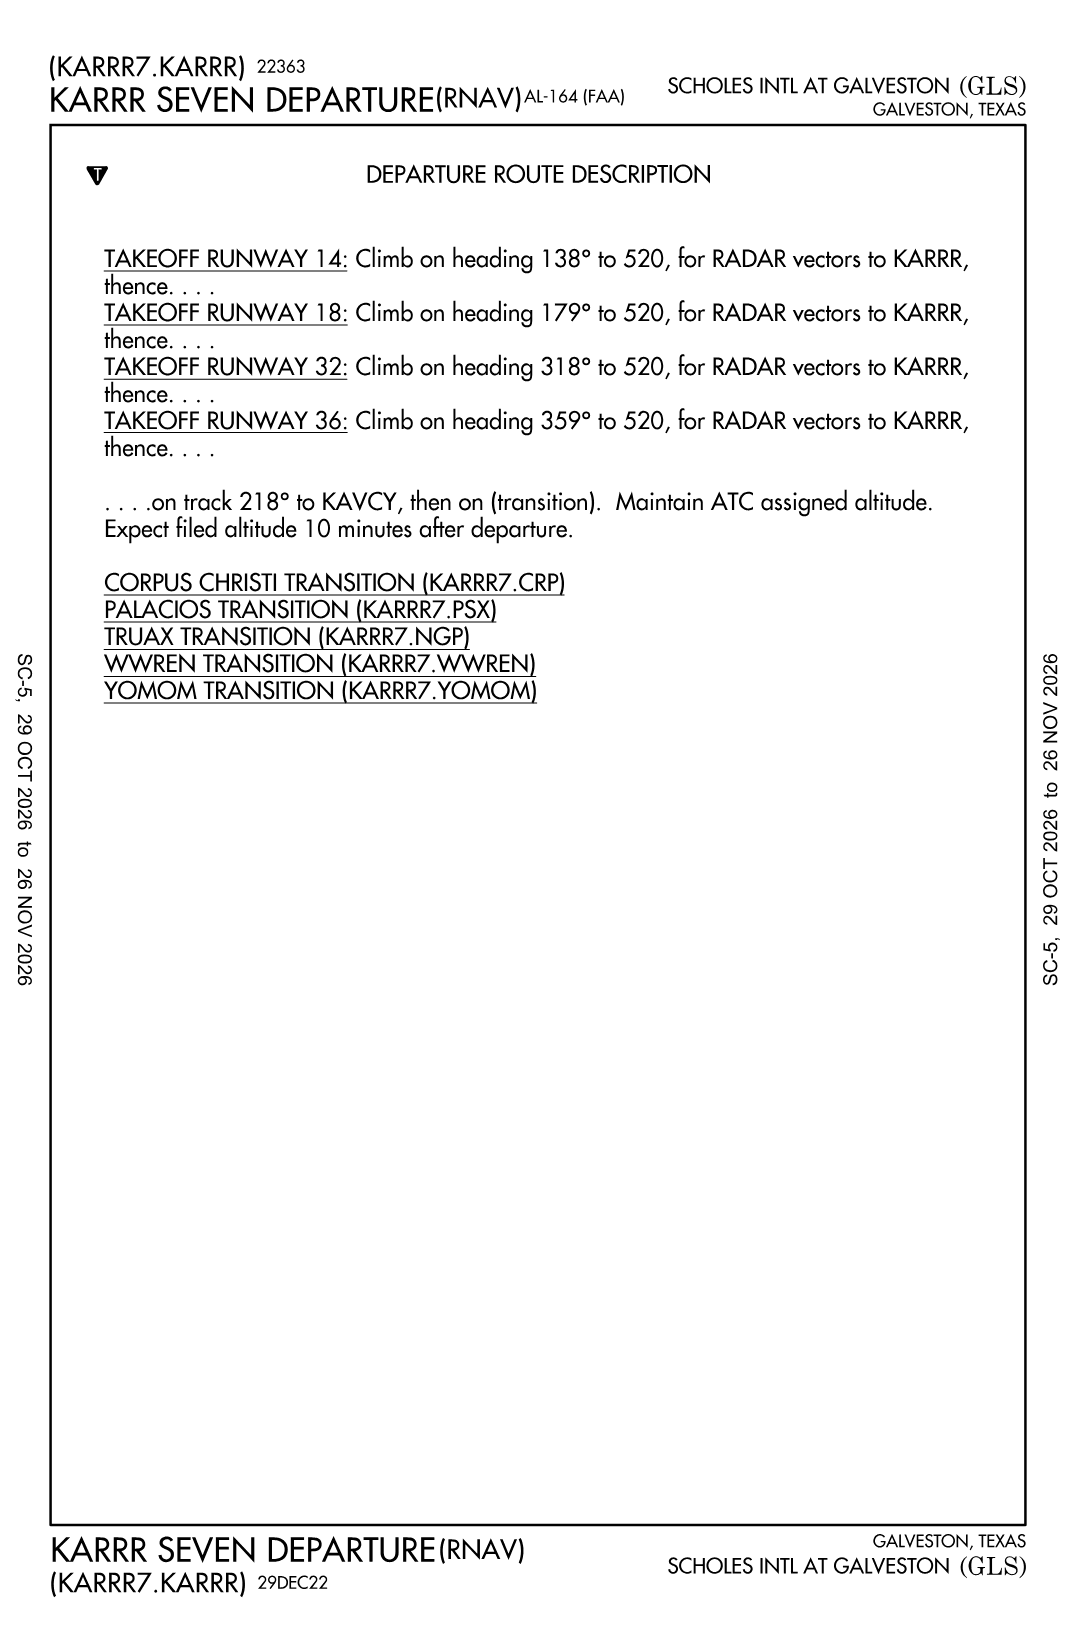 (KARRR7.KARRR) 22363
KARRR SEVEN DEPARTURE(RNAV) AL-164 (FAA)
SCHOLES INTL AT GALVESTON (GLS)
GALVESTON, TEXAS
T
DEPARTURE ROUTE DESCRIPTION
TAKEOFF RUNWAY 14: Climb on heading 138° to 520, for RADAR vectors to KARRR,
thence. . . .
TAKEOFF RUNWAY 18: Climb on heading 179° to 520, for RADAR vectors to KARRR,
thence. . . .
TAKEOFF RUNWAY 32: Climb on heading 318° to 520, for RADAR vectors to KARRR,
thence. . . .
TAKEOFF RUNWAY 36: Climb on heading 359° to 520, for RADAR vectors to KARRR,
thence. . . .
. . . .on track 218° to KAVCY, then on (transition). Maintain ATC assigned altitude.
Expect filed altitude 10 minutes after departure.
CORPUS CHRISTI TRANSITION (KARRR7.CRP)
PALACIOS TRANSITION (KARRR7.PSX)
TRUAX TRANSITION (KARRR7.NGP)
WWREN TRANSITION (KARRR7.WWREN)
YOMOM TRANSITION (KARRR7.YOMOM)
SC-5, 29 OCT 2026 to 26 NOV 2026
SC-5, 29 OCT 2026 to 26 NOV 2026
KARRR SEVEN DEPARTURE(RNAV)
(KARRR7.KARRR) 29DEC22
GALVESTON, TEXAS
SCHOLES INTL AT GALVESTON (GLS)